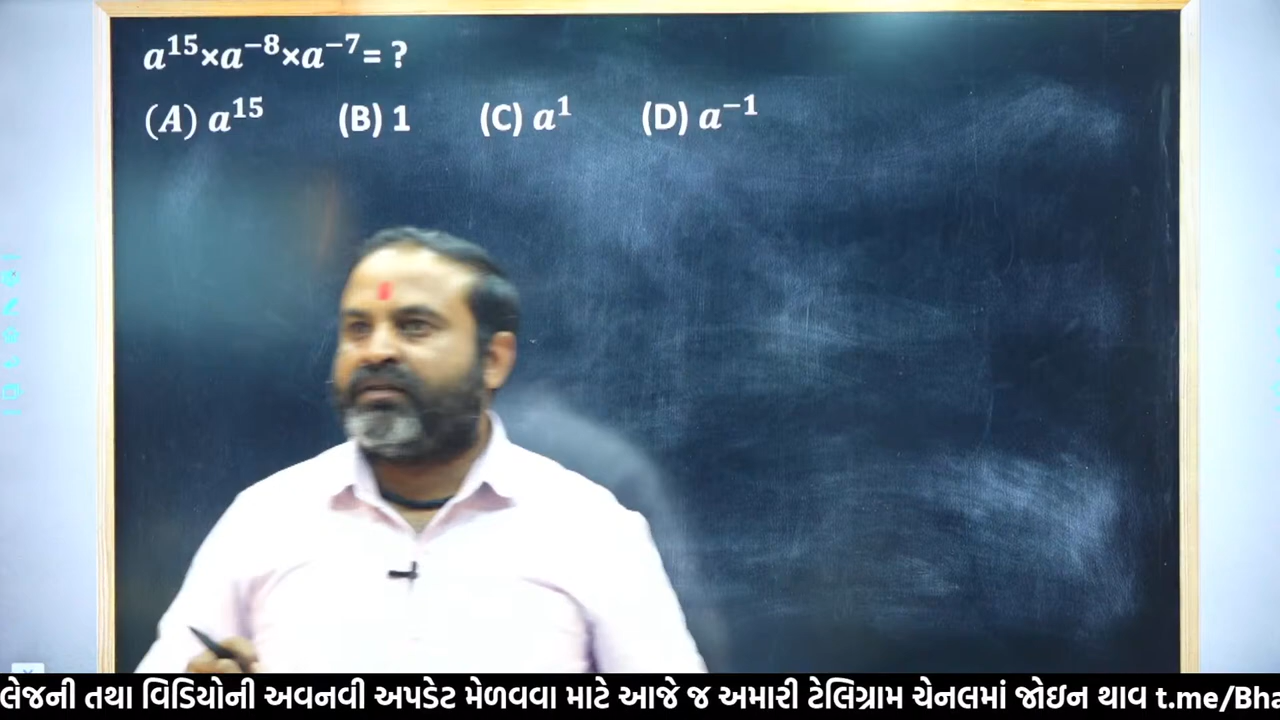 a¹⁵×a⁻⁸×a⁻⁷= ?
(A) a¹⁵ (B) 1 (C) a¹ (D) a⁻¹
લેજની તથા વિડિયોની અવનવી અપડેટ મેળવવા માટે આજે જ અમારી ટેલિગ્રામ ચેનલમાં જોઇન થાવ t.me/Bha